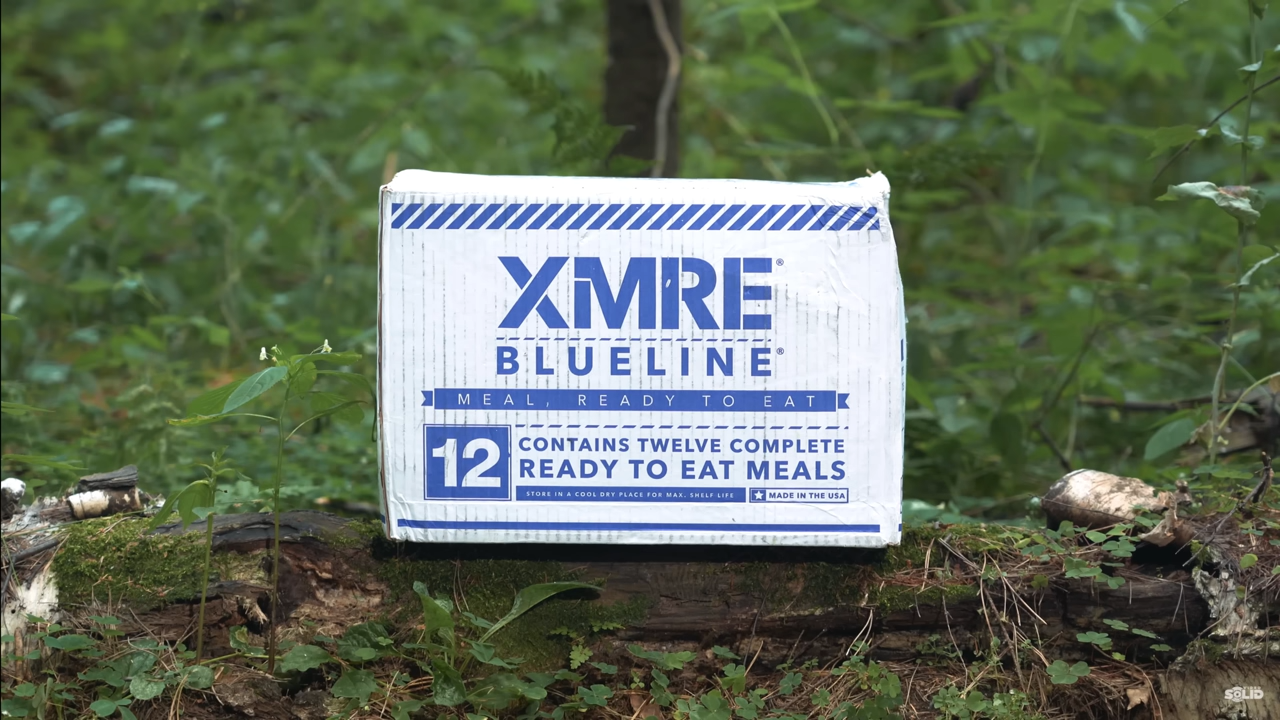 XMRE®
BLUELINE®
MEAL, READY TO EAT
12
CONTAINS TWELVE COMPLETE
READY TO EAT MEALS
STORE IN A COOL DRY PLACE FOR MAX. SHELF LIFE
MADE IN THE USA
SOLID